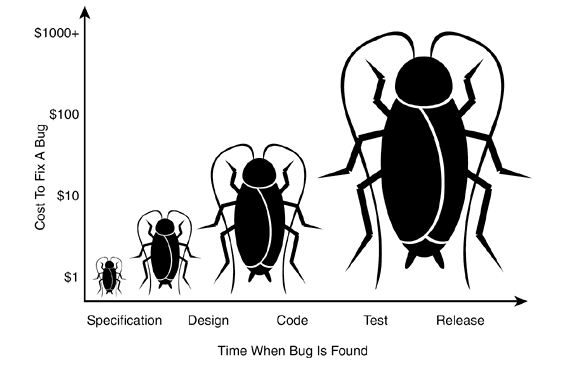 $1000+
$100
$10
$1
Cost To Fix A Bug
Specification Design Code Test Release
Time When Bug Is Found